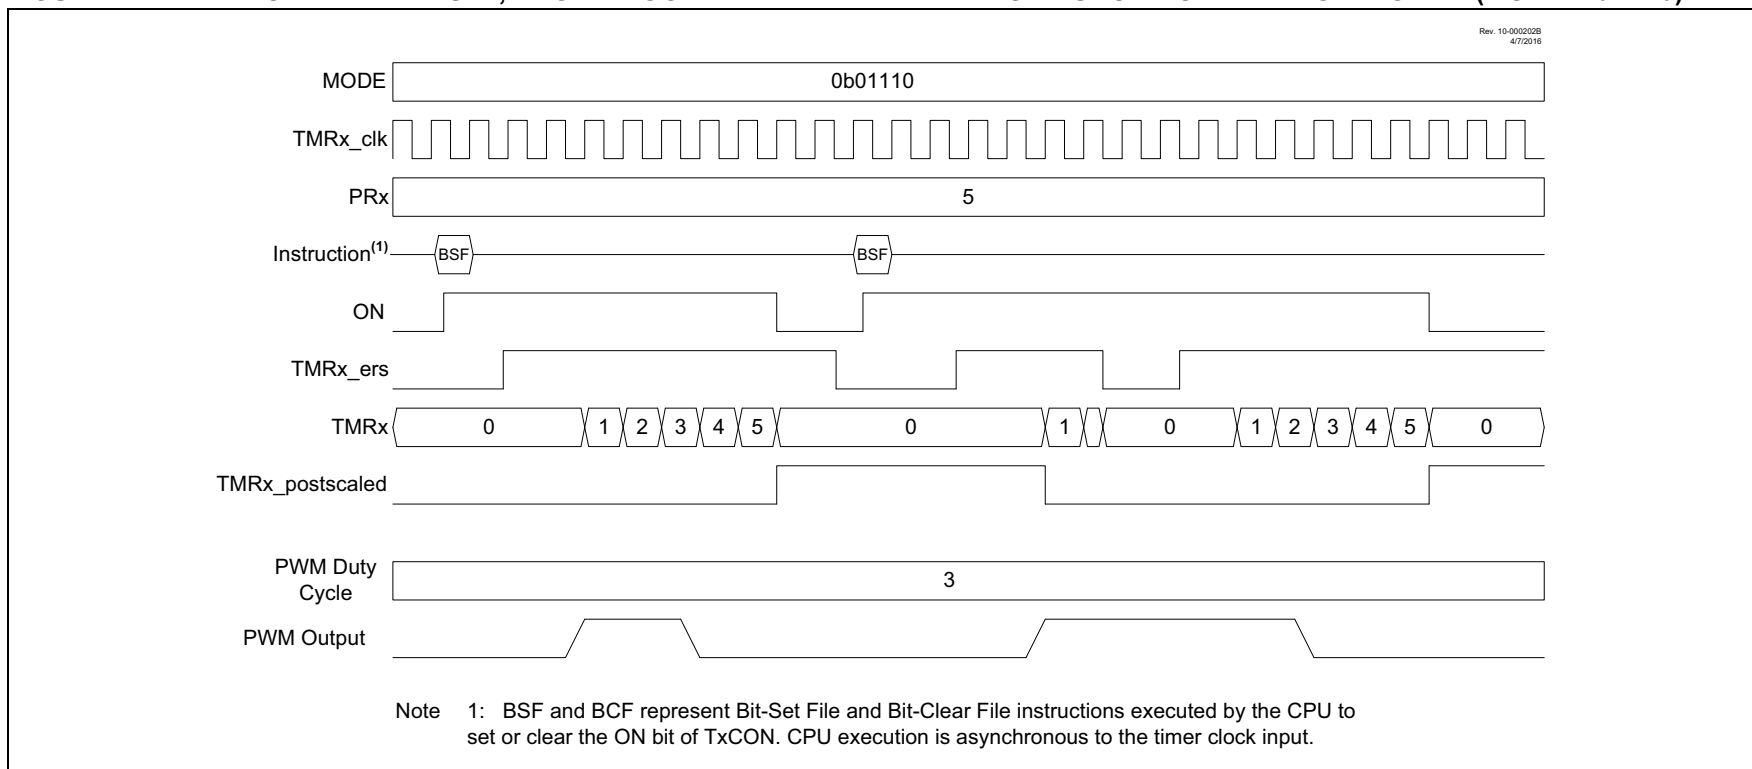 Rev. 10-000202B
4/7/2016
MODE 0b01110
TMRx_clk
PRx 5
Instruction(1) BSF BSF
ON
TMRx_ers
TMRx 0 1 2 3 4 5 0 1 0 1 2 3 4 5 0
TMRx_postscaled
PWM Duty
Cycle 3
PWM Output
Note 1: BSF and BCF represent Bit-Set File and Bit-Clear File instructions executed by the CPU to
set or clear the ON bit of TxCON. CPU execution is asynchronous to the timer clock input.